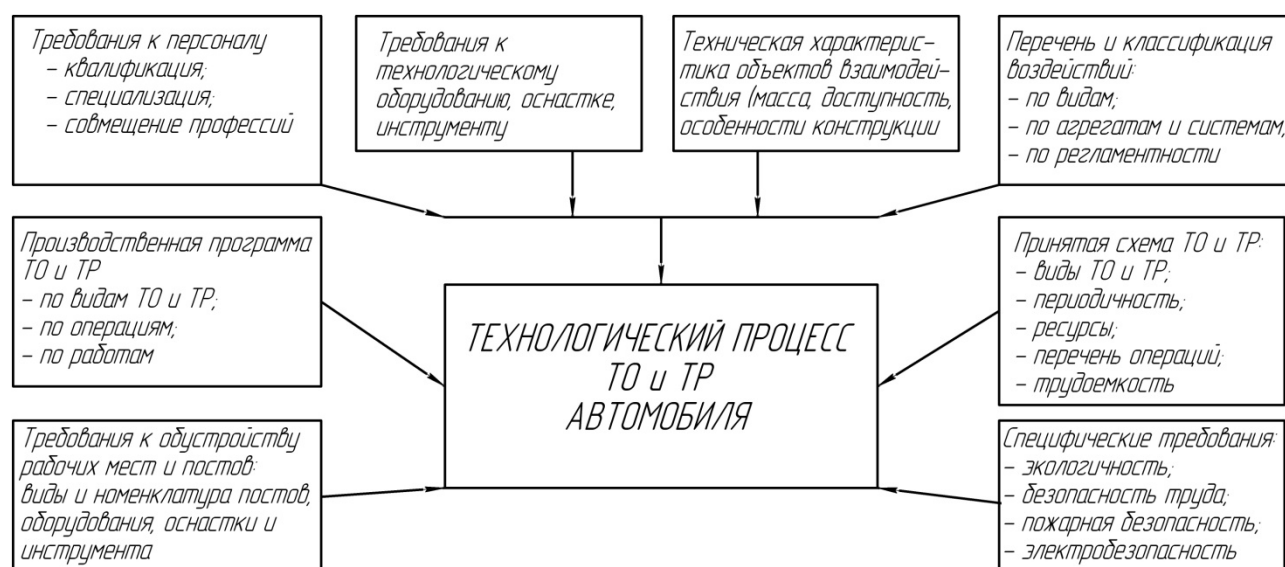 Требования к персоналу
– квалификация;
– специализация;
– совмещение профессий
Требования к
технологическому
оборудованию, оснастке,
инструменту
Техническая характерис–
тика объектов взаимодей–
ствия (масса, доступность,
особенности конструкции
Перечень и классификация
воздействий:
– по видам;
– по агрегатам и системам;
– по регламентности
Производственная программа
ТО и ТР
– по видам ТО и ТР;
– по операциям;
– по работам
ТЕХНОЛОГИЧЕСКИЙ ПРОЦЕСС
ТО и ТР
АВТОМОБИЛЯ
Принятая схема ТО и ТР:
– виды ТО и ТР;
– периодичность;
– ресурсы;
– перечень операций;
– трудоемкость
Требования к обустройству
рабочих мест и постов:
виды и номенклатура постов,
оборудования, оснастки и
инструмента
Специфические требования:
– экологичность;
– безопасность труда;
– пожарная безопасность;
– электробезопасность